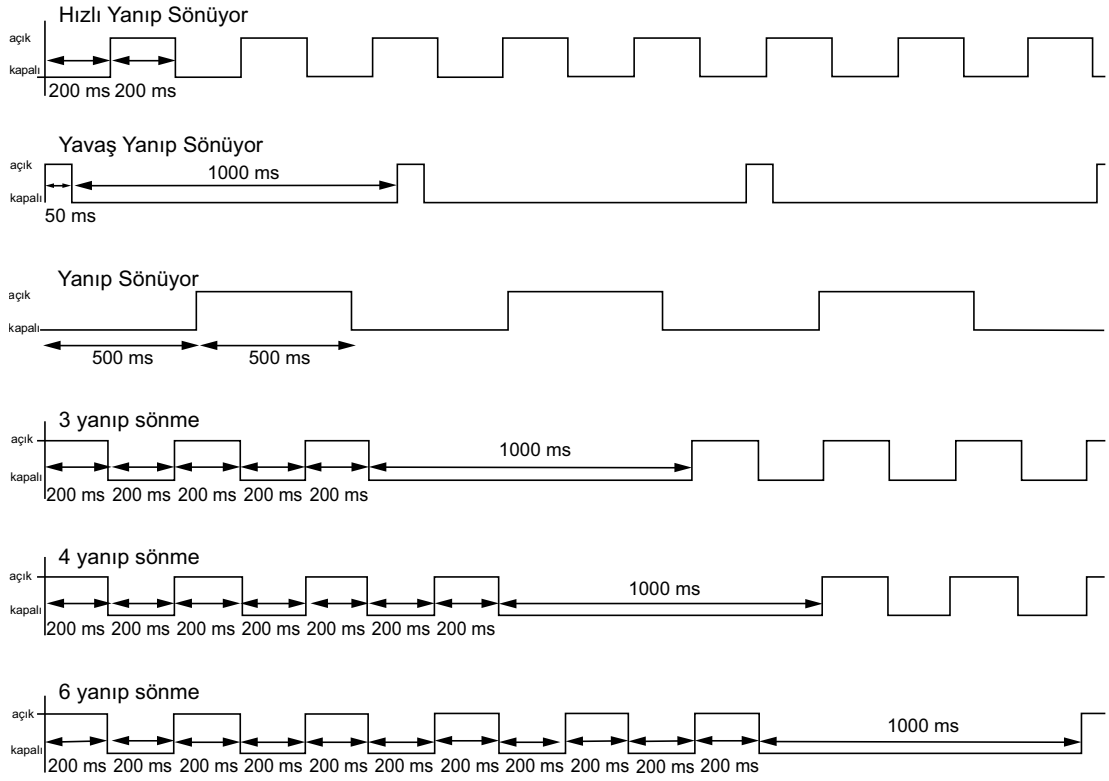 Hızlı Yanıp Sönüyor
açık
kapalı
200 ms 200 ms
Yavaş Yanıp Sönüyor
açık
1000 ms
kapalı
50 ms
Yanıp Sönüyor
açık
kapalı
500 ms 500 ms
3 yanıp sönme
açık
1000 ms
kapalı
200 ms 200 ms 200 ms 200 ms 200 ms
4 yanıp sönme
açık
1000 ms
kapalı
200 ms 200 ms 200 ms 200 ms 200 ms 200 ms 200 ms
6 yanıp sönme
açık
1000 ms
kapalı
200 ms 200 ms 200 ms 200 ms 200 ms 200 ms 200 ms 200 ms 200 ms 200 ms 200 ms